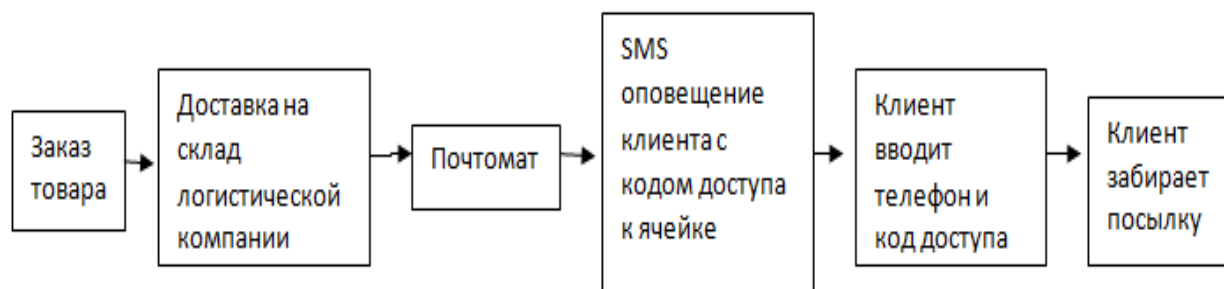 Заказ
товара
Доставка на
склад
логистической
компании
Почтомат
SMS
оповещение
клиента с
кодом доступа
к ячейке
Клиент
вводит
телефон и
код доступа
Клиент
забирает
посылку